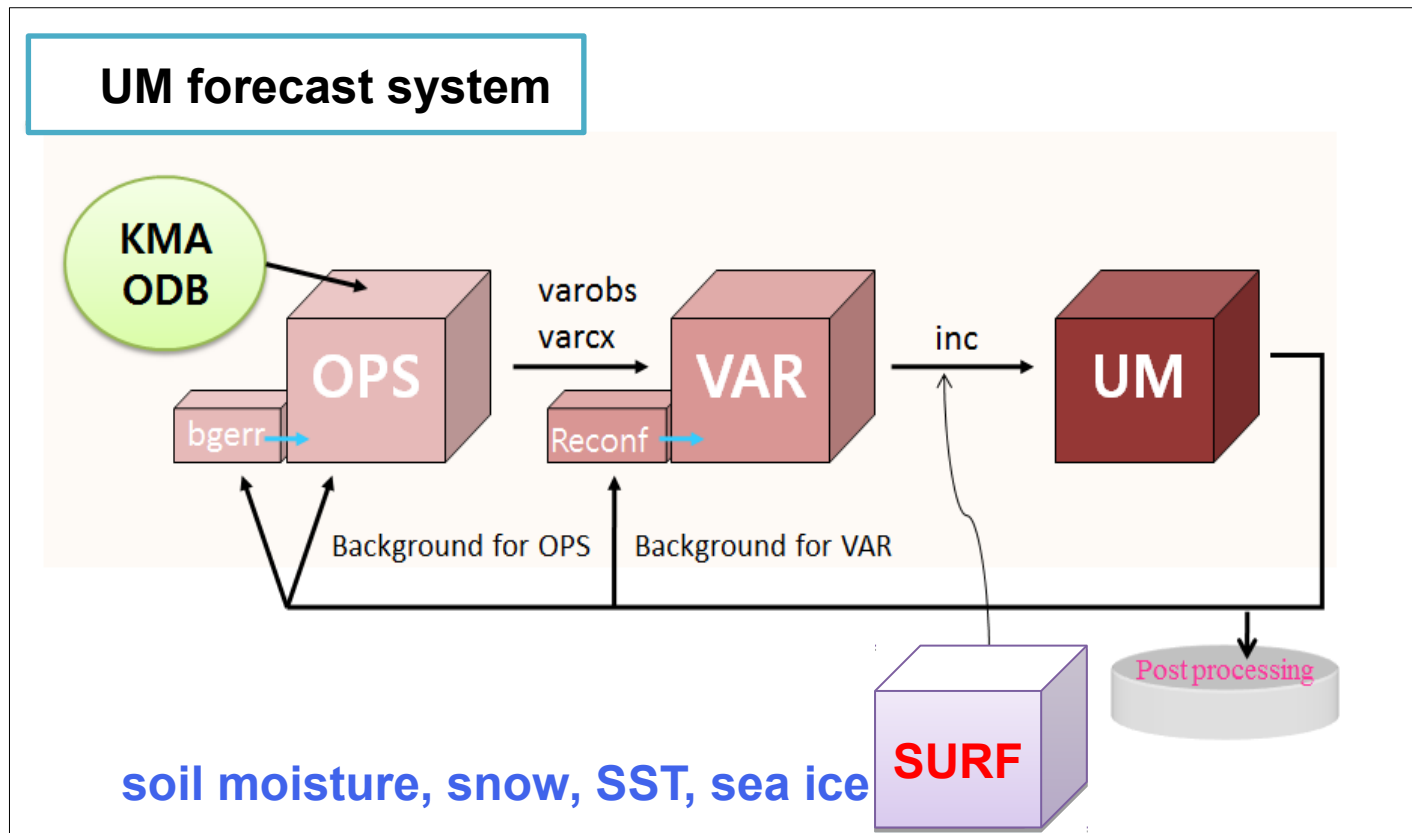 UM forecast system
KMA
ODB
varobs
varcx
inc
OPS
VAR
UM
bgerr
Reconf
Background for OPS
Background for VAR
Post processing
SURF
soil moisture, snow, SST, sea ice